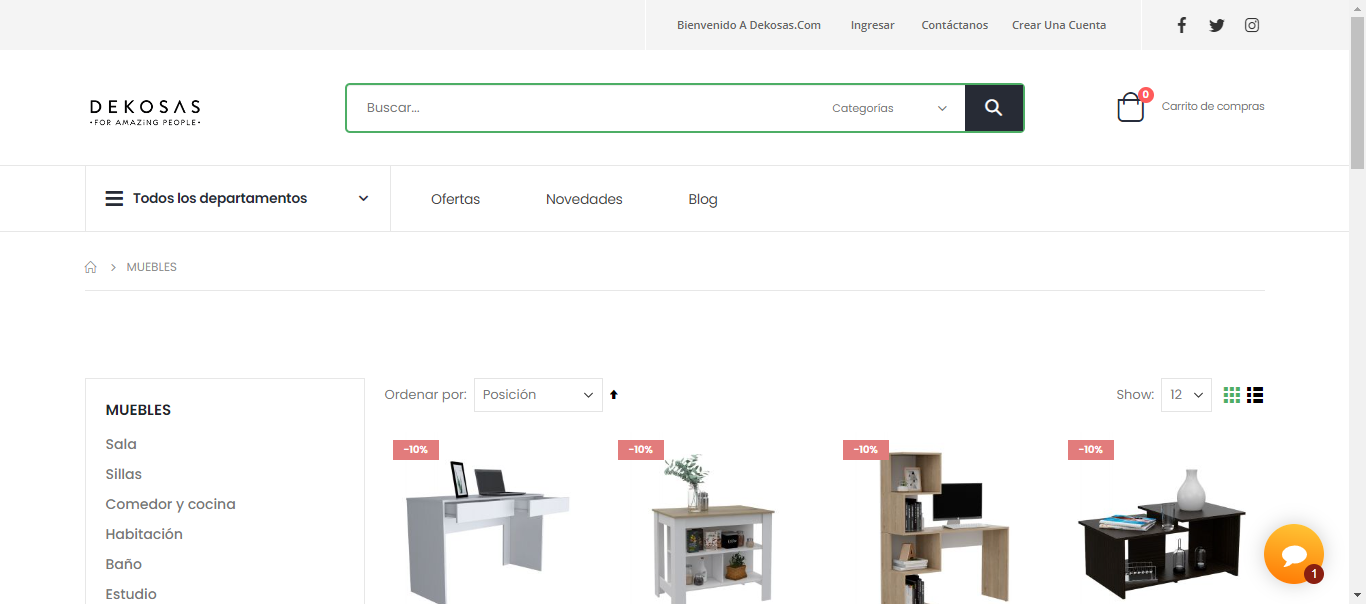 Bienvenido A Dekosas.Com Ingresar Contáctanos Crear Una Cuenta
DEKOSAS
•FOR AMAZING PEOPLE•
Buscar...
Categorias
0
Carrito de compras
Todos los departamentos
Ofertas Novedades Blog
MUEBLES
MUEBLES
Sala
Sillas
Comedor y cocina
Habitación
Baño
Estudio
Ordenar por: Posición
Show: 12
-10% -10% -10% -10%
1